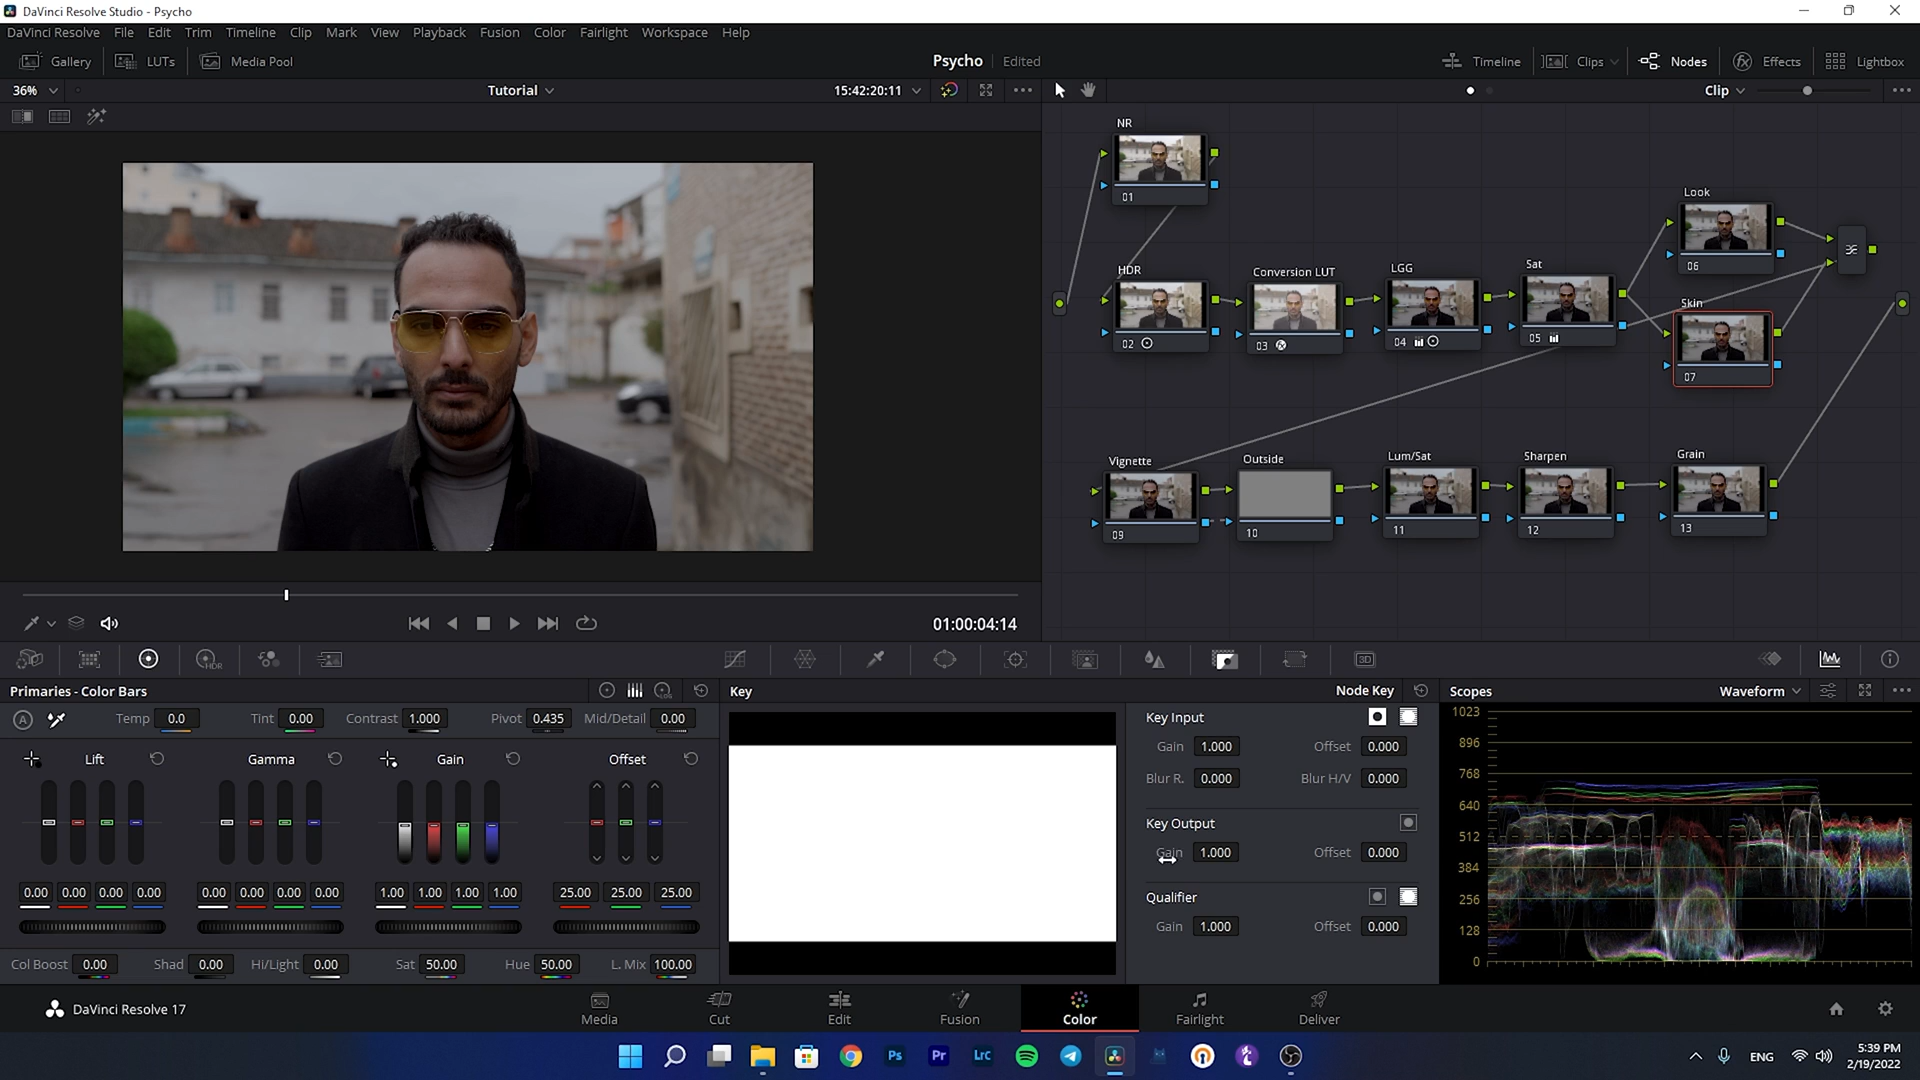 DaVinci Resolve Studio - Psycho
DaVinci Resolve File Edit Trim Timeline Clip Mark View Playback Fusion Color Fairlight Workspace Help
Gallery LUTs Media Pool Psycho Edited Timeline Clips Nodes Effects Lightbox
36% Tutorial 15:42:20:11 Clip
NR
01
Look
06
HDR Conversion LUT LGG Sat
02 03 04 05
Skin
07
Vignette Outside Lum/Sat Sharpen Grain
09 10 11 12 13
01:00:04:14
HDR 3D
Primaries - Color Bars LOG Key Node Key Scopes Waveform
A Temp 0.0 Tint 0.00 Contrast 1.000 Pivot 0.435 Mid/Detail 0.00
Lift Gamma Gain Offset
0.00 0.00 0.00 0.00 0.00 0.00 0.00 0.00 1.00 1.00 1.00 1.00 25.00 25.00 25.00
Col Boost 0.00 Shad 0.00 Hi/Light 0.00 Sat 50.00 Hue 50.00 L. Mix 100.00
Key Input
Gain 1.000 Offset 0.000
Blur R. 0.000 Blur H/V 0.000
Key Output
Gain 1.000 Offset 0.000
Qualifier
Gain 1.000 Offset 0.000
1023
896
768
640
512
384
256
128
0
DaVinci Resolve 17 Media Cut Edit Fusion Color Fairlight Deliver
Ps Pr Lrc ENG 5:39 PM
2/19/2022